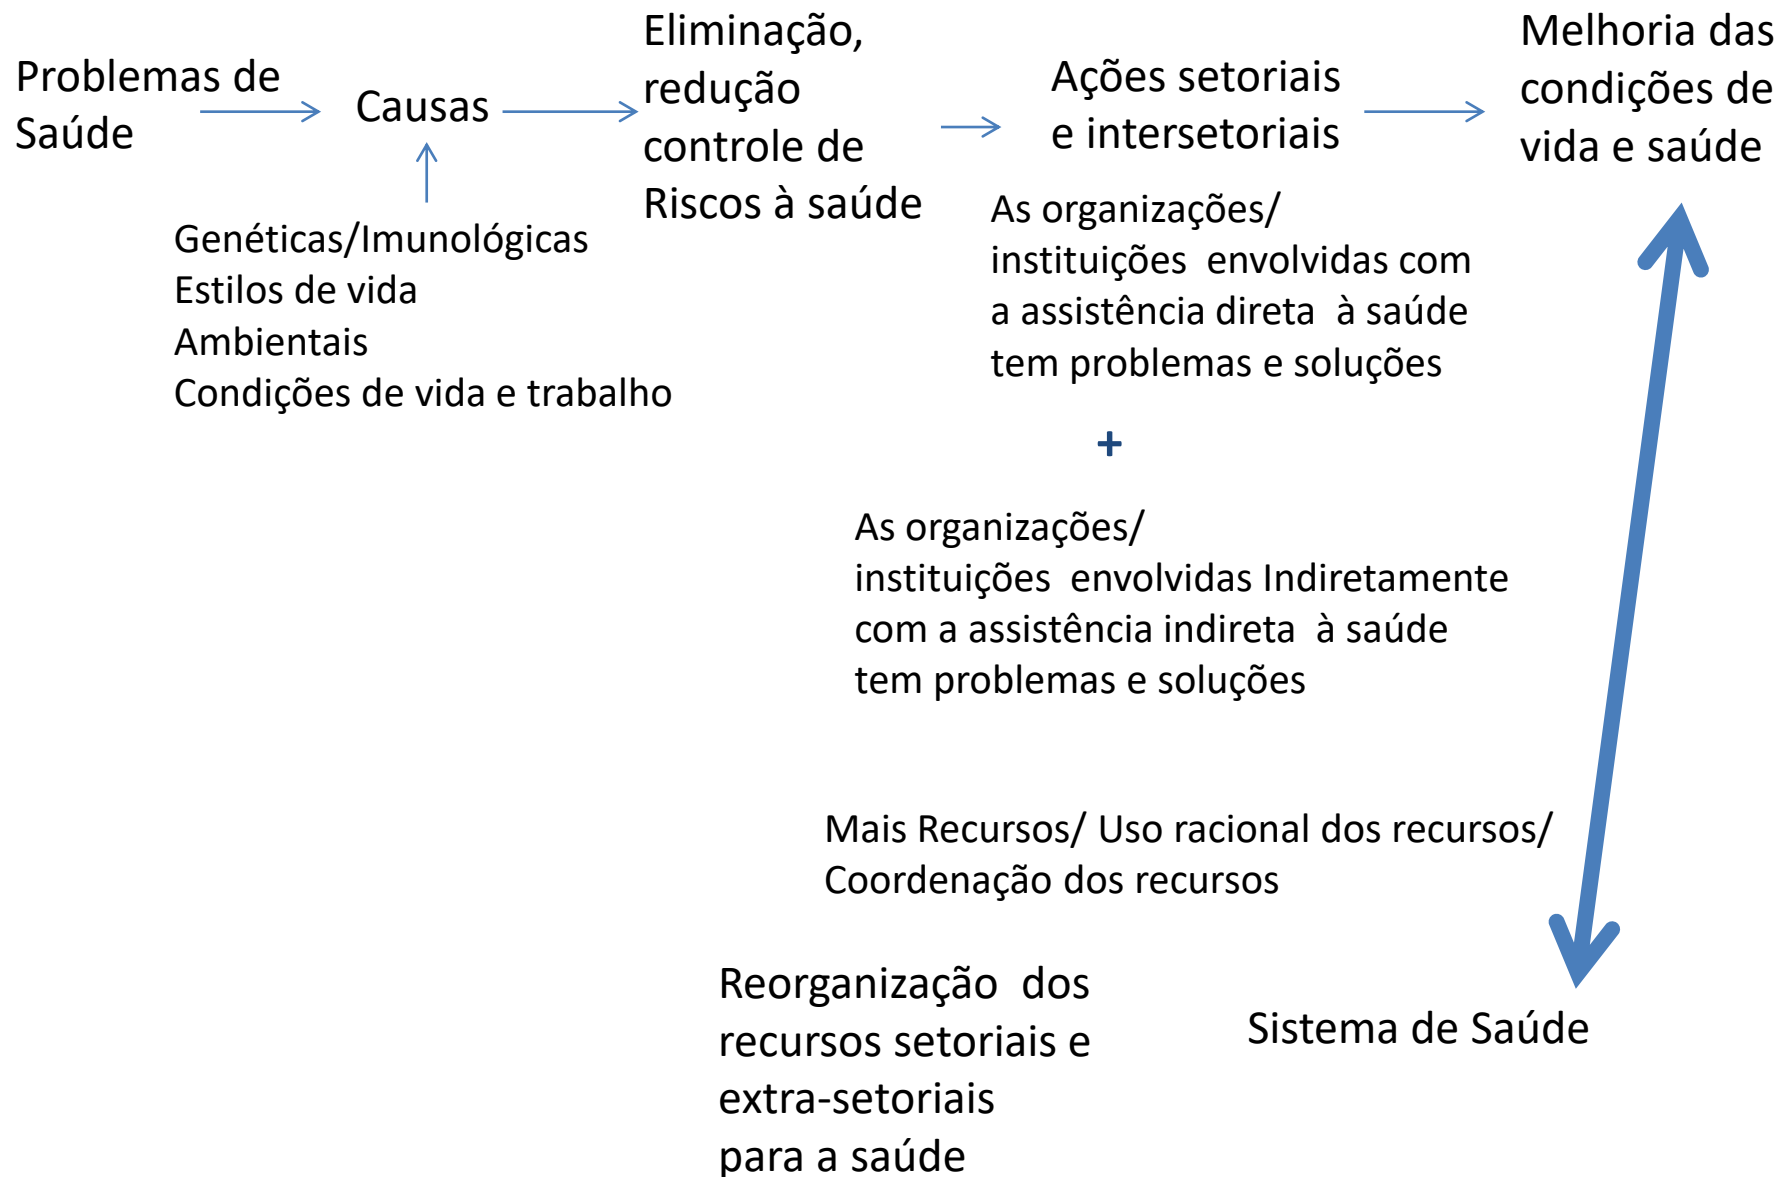 Problemas de
Saúde
Causas
Genéticas/Imunológicas
Estilos de vida
Ambientais
Condições de vida e trabalho
Eliminação,
redução
controle de
Riscos à saúde
Ações setoriais
e intersetoriais
As organizações/
instituições envolvidas com
a assistência direta à saúde
tem problemas e soluções
+
As organizações/
instituições envolvidas Indiretamente
com a assistência indireta à saúde
tem problemas e soluções
Melhoria das
condições de
vida e saúde
Mais Recursos/ Uso racional dos recursos/
Coordenação dos recursos
Reorganização dos
recursos setoriais e
extra-setoriais
para a saúde
Sistema de Saúde